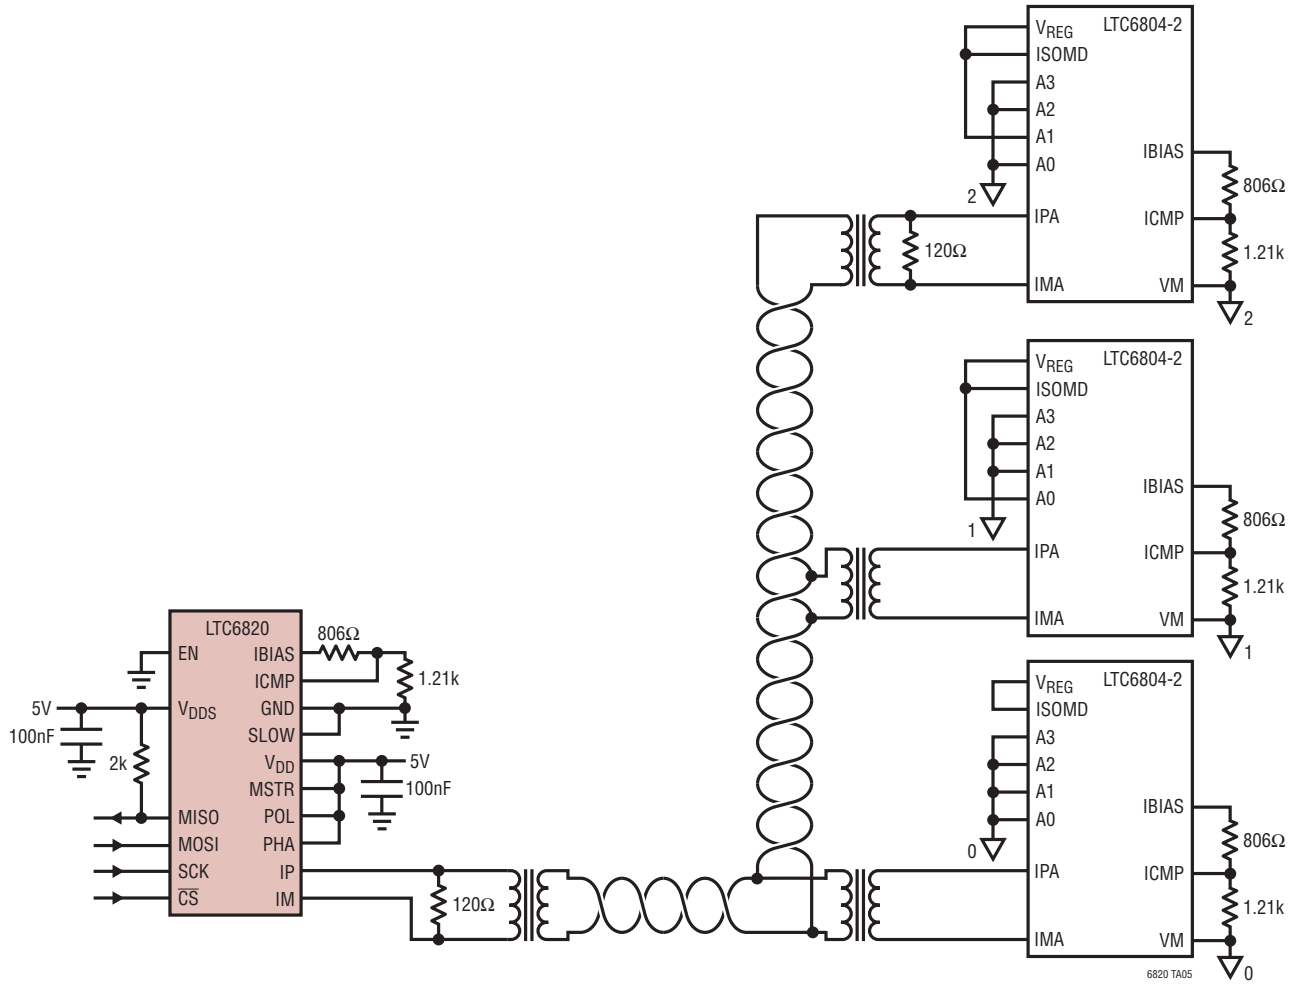 LTC6804-2
VREG
ISOMD
A3
A2
A1
A0
2
IPA
IMA
IBIAS
ICMP
VM
806Ω
1.21k
2
120Ω
LTC6804-2
VREG
ISOMD
A3
A2
A1
A0
1
IPA
IMA
IBIAS
ICMP
VM
806Ω
1.21k
1
LTC6820
EN
VDDS
MISO
MOSI
SCK
CS
IBIAS
ICMP
GND
SLOW
VDD
MSTR
POL
PHA
IP
IM
5V
100nF
2k
806Ω
1.21k
5V
100nF
120Ω
LTC6804-2
VREG
ISOMD
A3
A2
A1
A0
0
IPA
IMA
IBIAS
ICMP
VM
806Ω
1.21k
0
6820 TA05